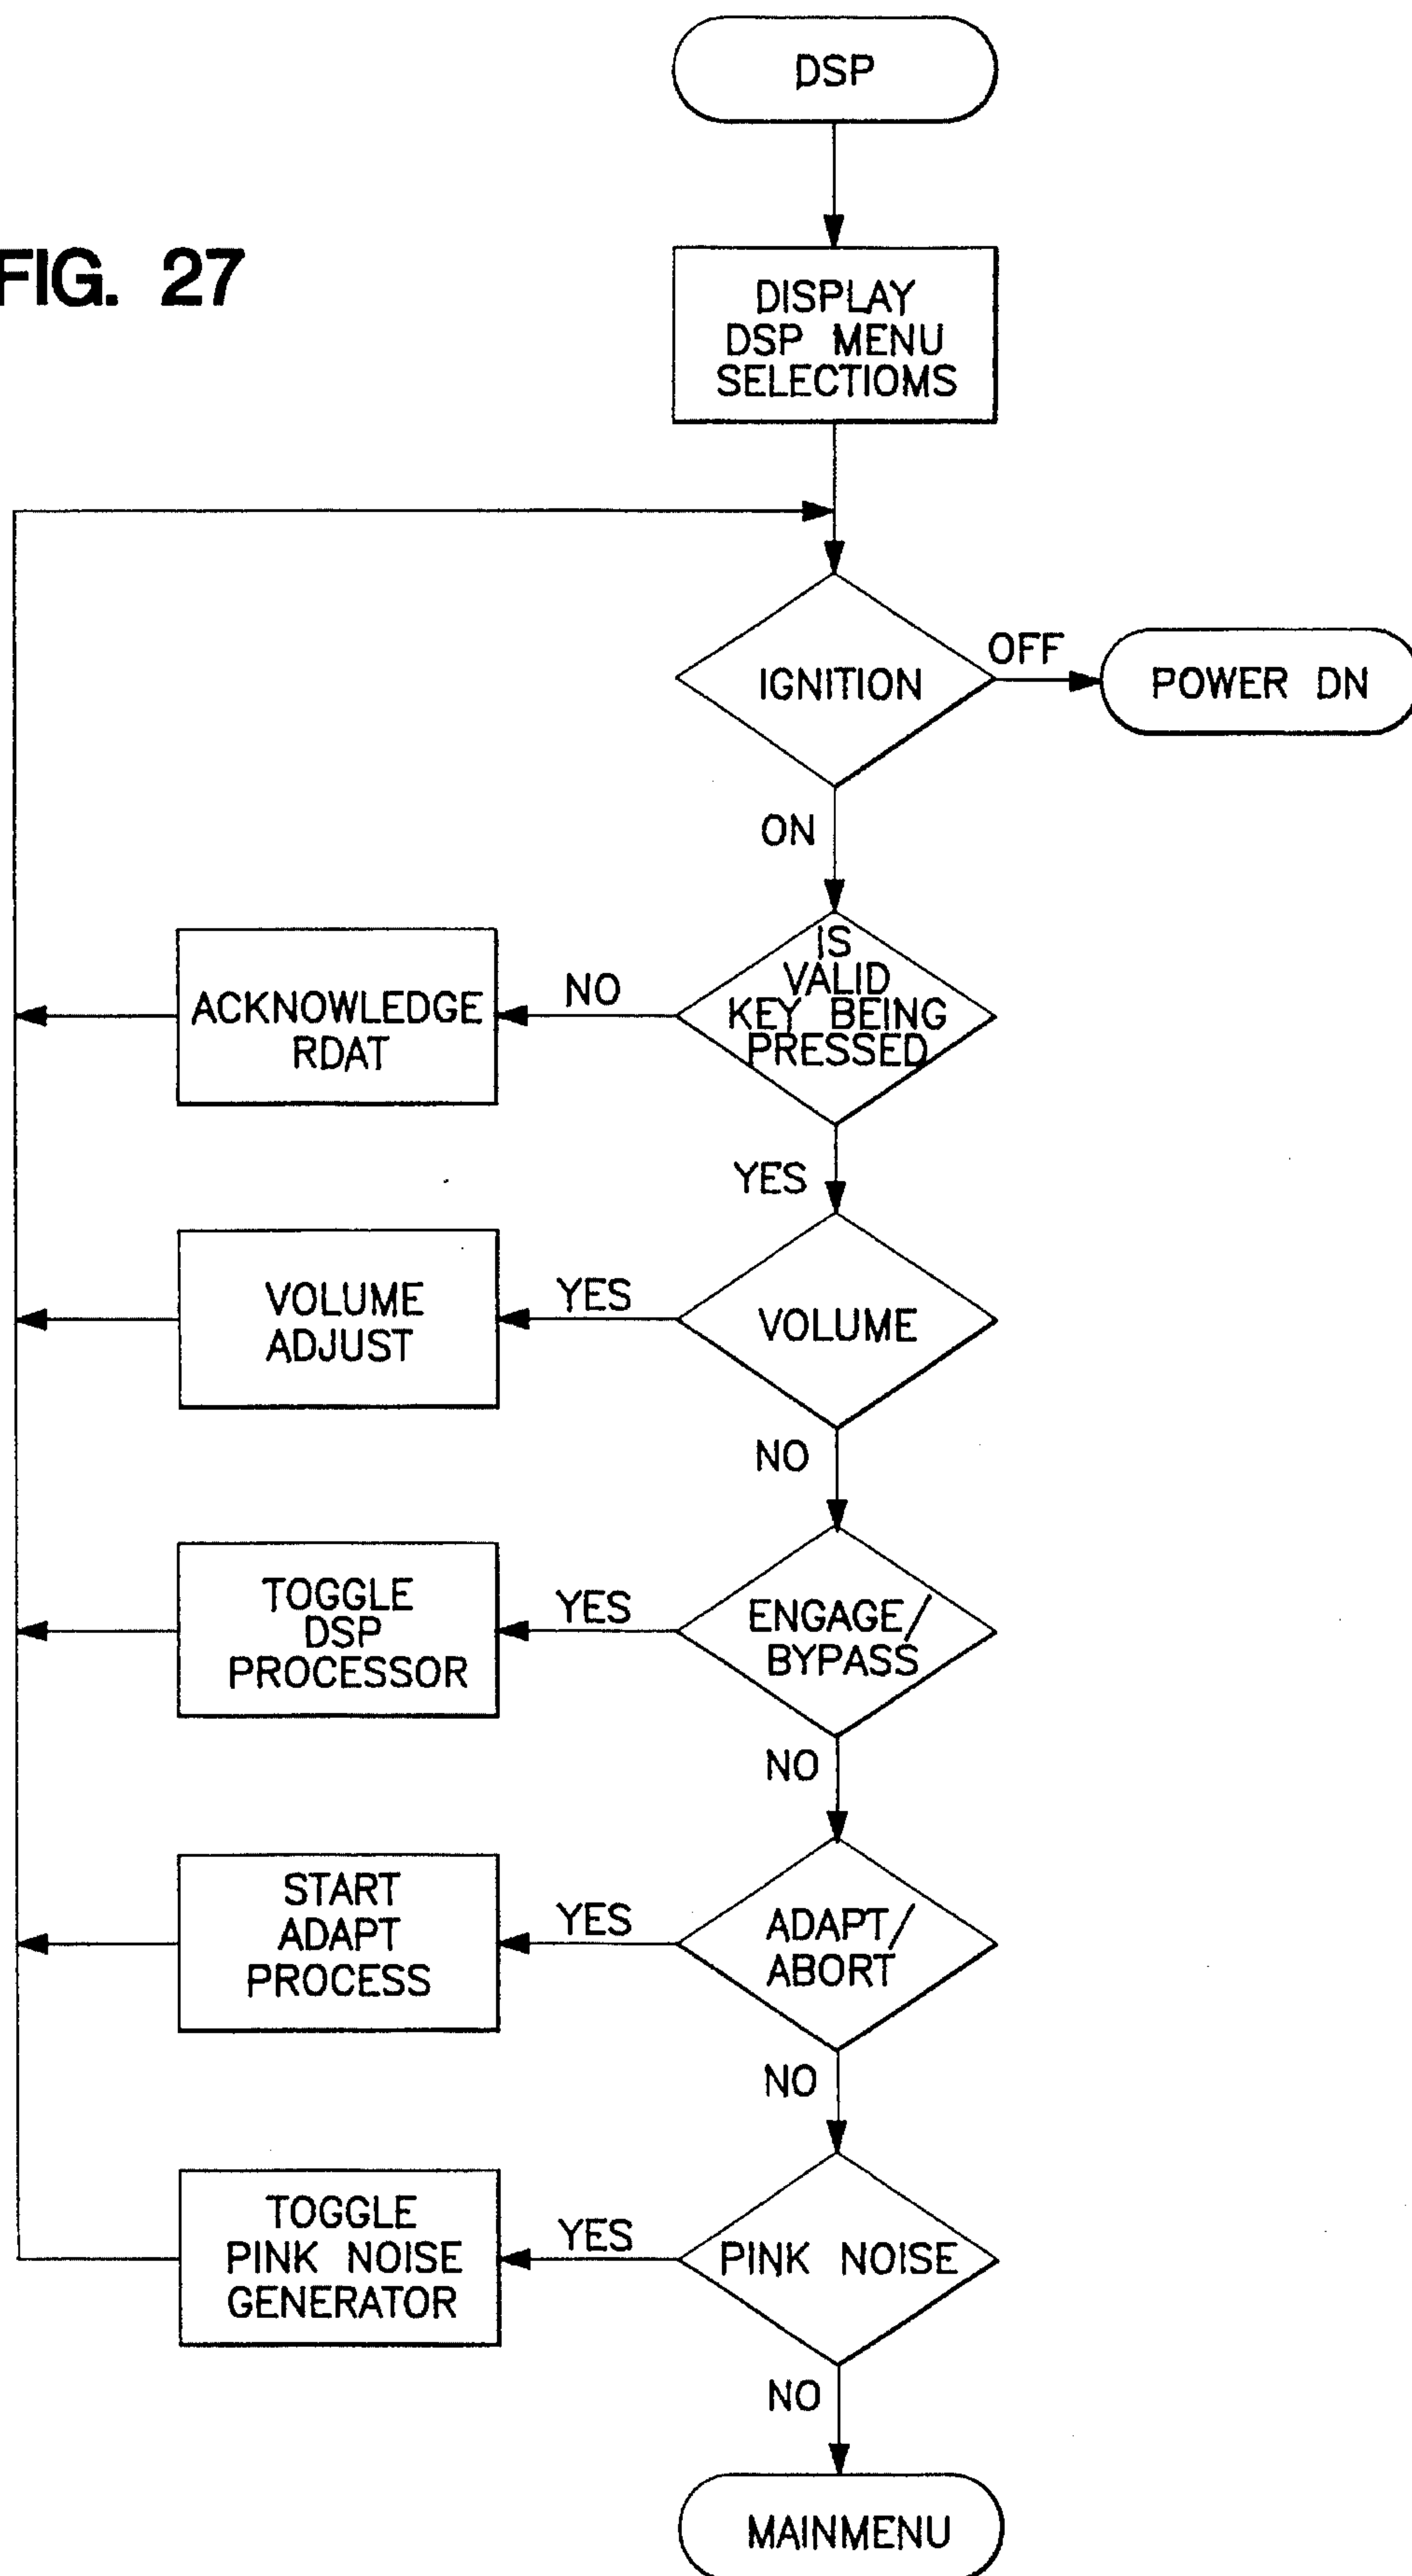 DSP
FIG. 27
DISPLAY
DSP MENU
SELECTIOMS
IGNITION
OFF
POWER DN
ON
IS
VALID
KEY BEING
PRESSED
NO
ACKNOWLEDGE
RDAT
YES
VOLUME
YES
VOLUME
ADJUST
NO
ENGAGE/
BYPASS
YES
TOGGLE
DSP
PROCESSOR
NO
ADAPT/
ABORT
YES
START
ADAPT
PROCESS
NO
PINK NOISE
YES
TOGGLE
PINK NOISE
GENERATOR
NO
MAINMENU